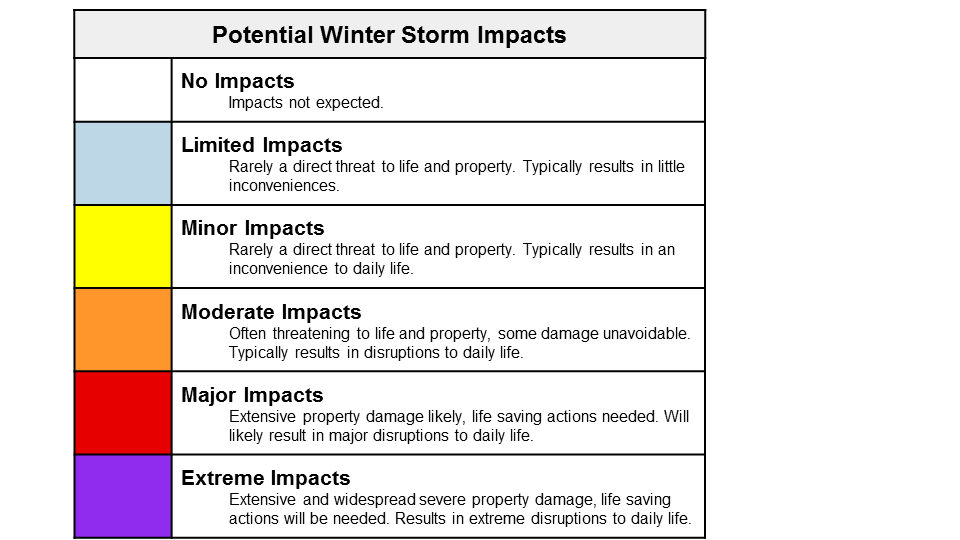 Potential Winter Storm Impacts
No Impacts
Impacts not expected.
Limited Impacts
Rarely a direct threat to life and property. Typically results in little
inconveniences.
Minor Impacts
Rarely a direct threat to life and property. Typically results in an
inconvenience to daily life.
Moderate Impacts
Often threatening to life and property, some damage unavoidable.
Typically results in disruptions to daily life.
Major Impacts
Extensive property damage likely, life saving actions needed. Will
likely result in major disruptions to daily life.
Extreme Impacts
Extensive and widespread severe property damage, life saving
actions will be needed. Results in extreme disruptions to daily life.